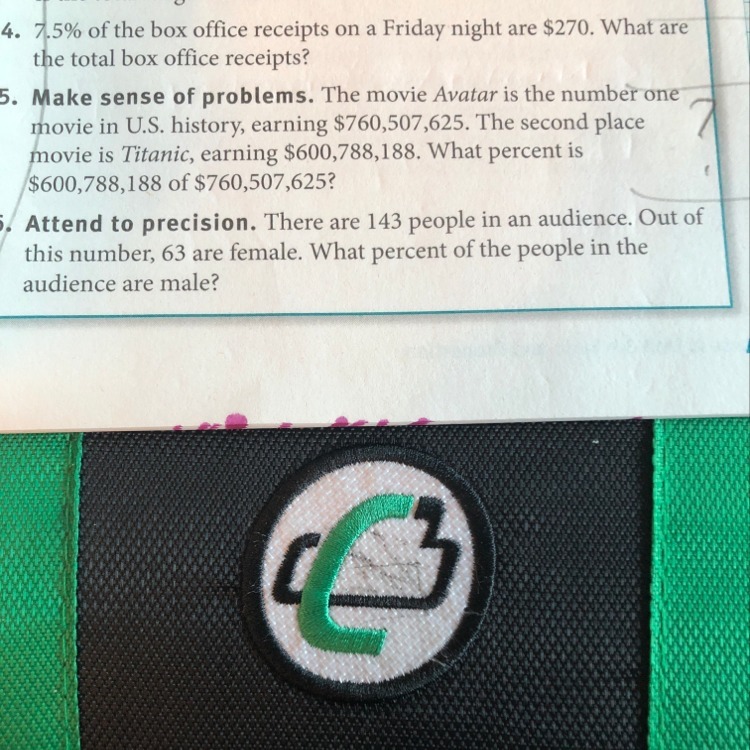 4. 7.5% of the box office receipts on a Friday night are $270. What are
the total box office receipts?
5. Make sense of problems. The movie Avatar is the number one
movie in U.S. history, earning $760,507,625. The second place
movie is Titanic, earning $600,788,188. What percent is
$600,788,188 of $760,507,625?
Attend to precision. There are 143 people in an audience. Out of
this number, 63 are female. What percent of the people in the
audience are male?